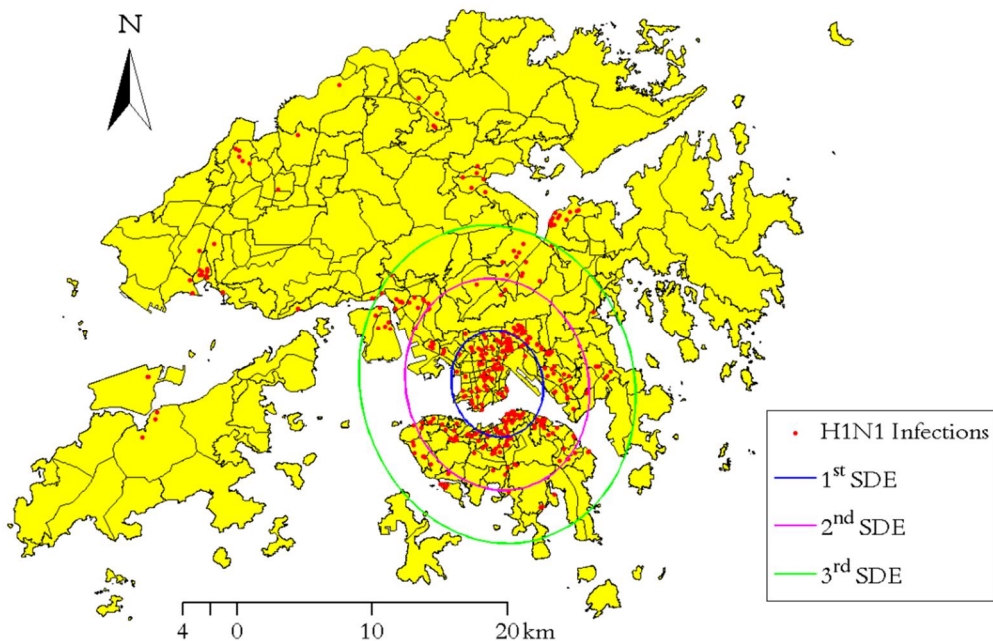 N
H1N1 Infections
1st SDE
2nd SDE
3rd SDE
4 0 10 20 km